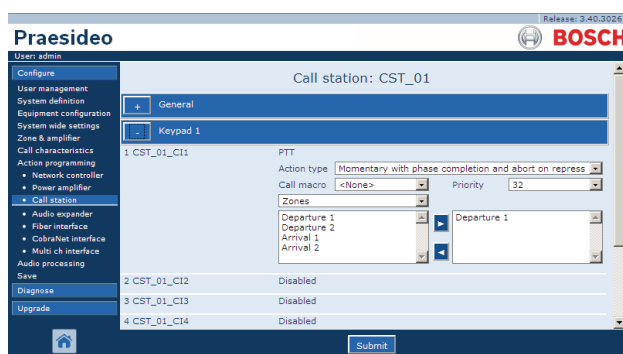 Release: 3.40.3026
Praesideo
BOSCH
User: admin
Configure
User management
System definition
Equipment configuration
System wide settings
Zone & amplifier
Call characteristics
Action programming
• Network controller
• Power amplifier
• Call station
• Audio expander
• Fiber interface
• CobraNet interface
• Multi ch interface
Audio processing
Save
Diagnose
Upgrade
Call station: CST_01
+ General
- Keypad 1
1 CST_01_CI1 PTT
Action type Momentary with phase completion and abort on repress
Call macro <None> Priority 32
Zones
Departure 1
Departure 2
Arrival 1
Arrival 2
Departure 1
2 CST_01_CI2 Disabled
3 CST_01_CI3 Disabled
4 CST_01_CI4 Disabled
Submit